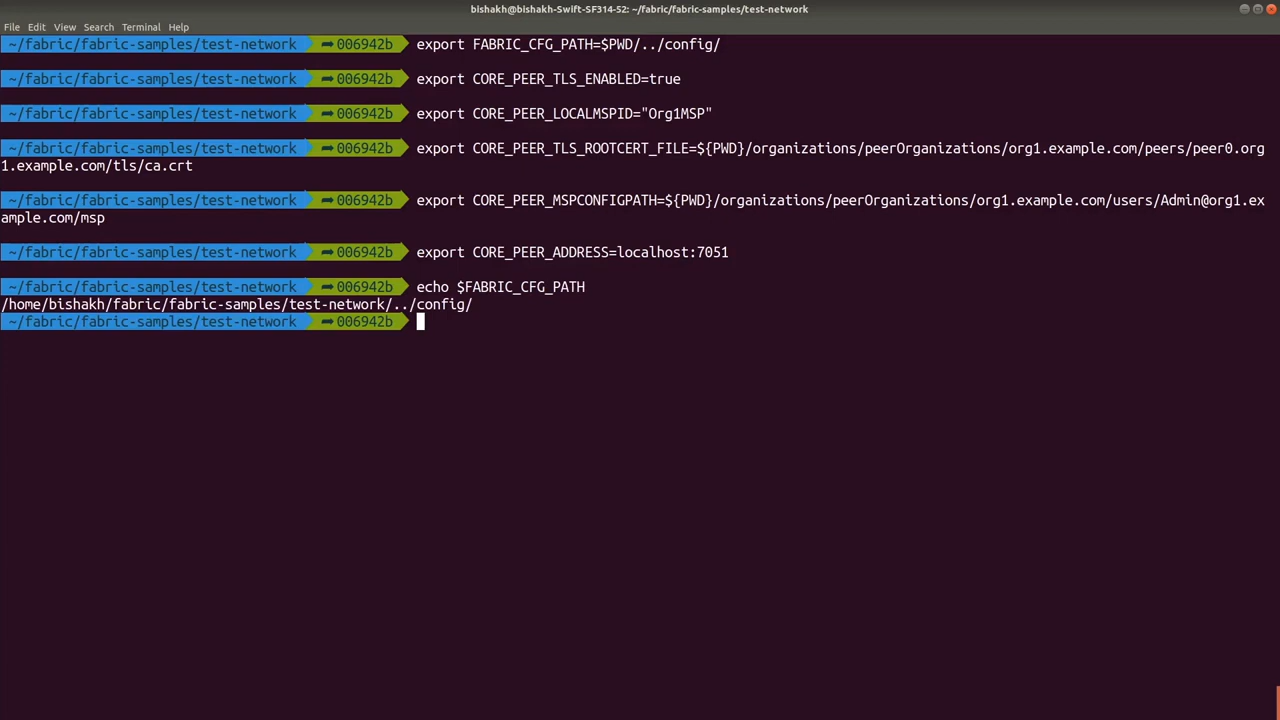 bishakh@bishakh-Swift-SF314-52: ~/fabric/fabric-samples/test-network
File Edit View Search Terminal Help
~/fabric/fabric-samples/test-network ➦ 006942b export FABRIC_CFG_PATH=$PWD/../config/
~/fabric/fabric-samples/test-network ➦ 006942b export CORE_PEER_TLS_ENABLED=true
~/fabric/fabric-samples/test-network ➦ 006942b export CORE_PEER_LOCALMSPID="Org1MSP"
~/fabric/fabric-samples/test-network ➦ 006942b export CORE_PEER_TLS_ROOTCERT_FILE=${PWD}/organizations/peerOrganizations/org1.example.com/peers/peer0.org
1.example.com/tls/ca.crt
~/fabric/fabric-samples/test-network ➦ 006942b export CORE_PEER_MSPCONFIGPATH=${PWD}/organizations/peerOrganizations/org1.example.com/users/Admin@org1.ex
ample.com/msp
~/fabric/fabric-samples/test-network ➦ 006942b export CORE_PEER_ADDRESS=localhost:7051
~/fabric/fabric-samples/test-network ➦ 006942b echo $FABRIC_CFG_PATH
/home/bishakh/fabric/fabric-samples/test-network/../config/
~/fabric/fabric-samples/test-network ➦ 006942b